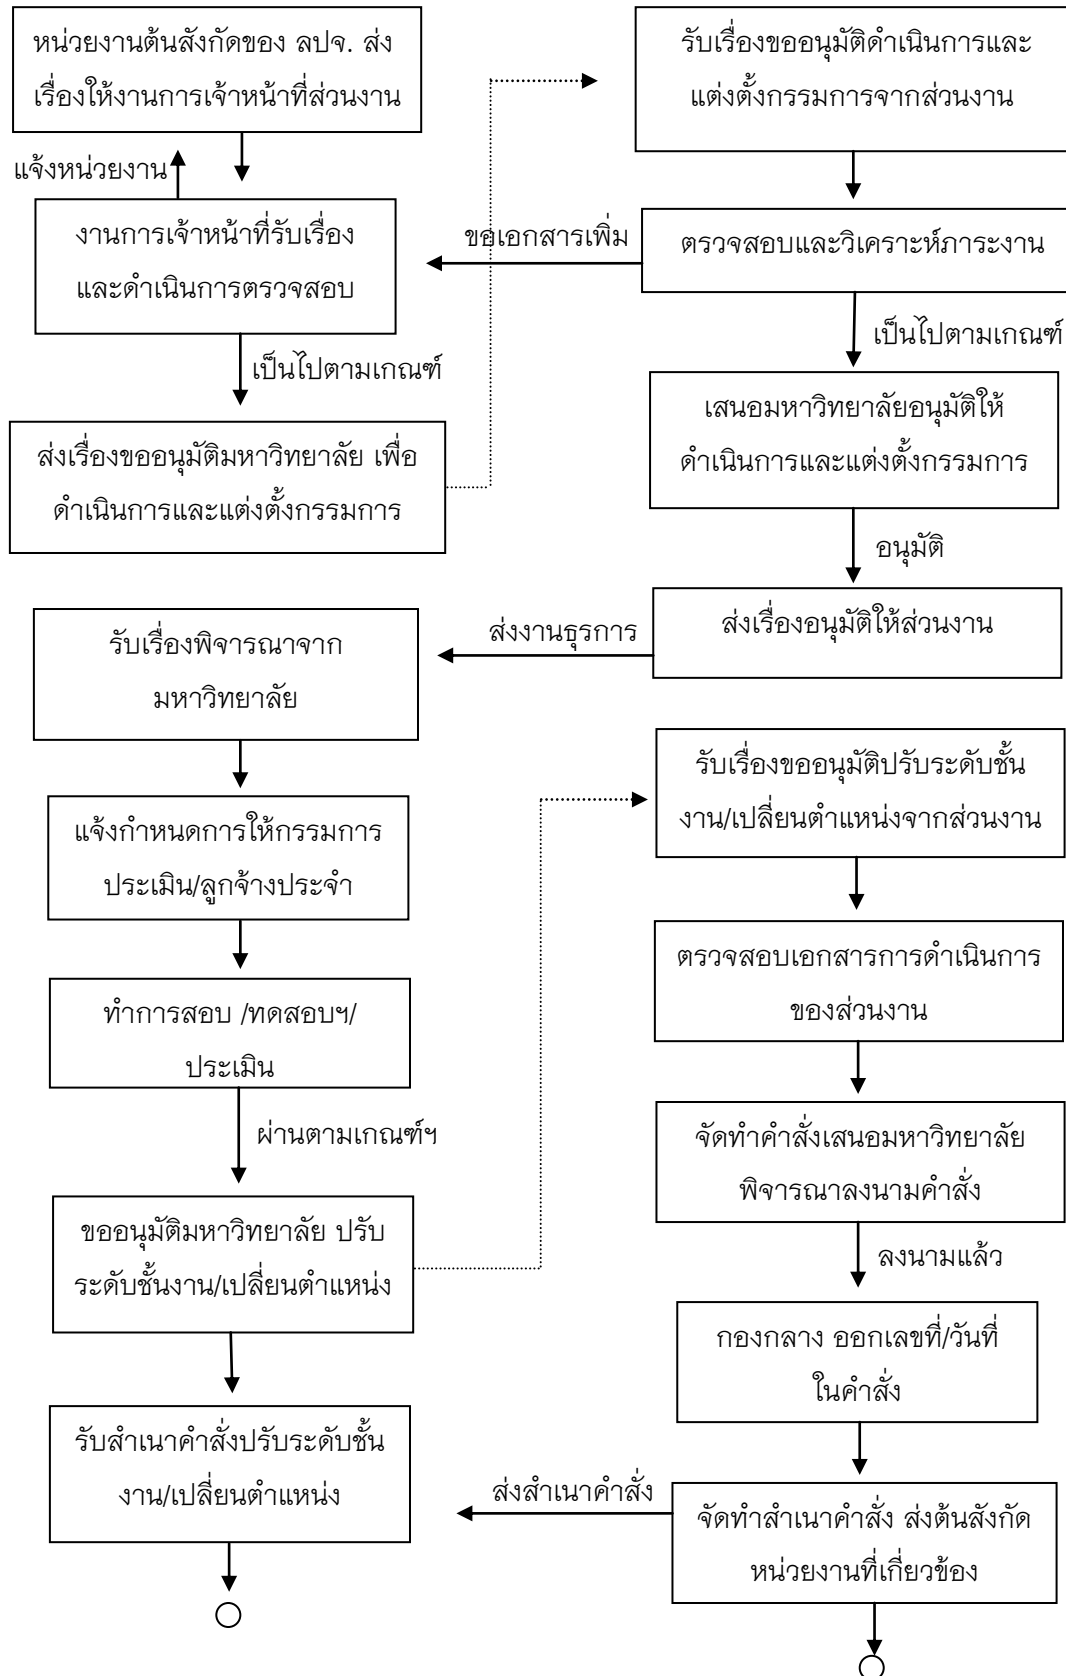 หน่วยงานต้นสังกัดของ ลปจ. ส่ง
เรื่องให้งานการเจ้าหน้าที่ส่วนงาน
แจ้งหน่วยงาน
งานการเจ้าหน้าที่รับเรื่อง
และดำเนินการตรวจสอบ
เป็นไปตามเกณฑ์
ส่งเรื่องขออนุมัติมหาวิทยาลัย เพื่อ
ดำเนินการและแต่งตั้งกรรมการ
รับเรื่องขออนุมัติดำเนินการและ
แต่งตั้งกรรมการจากส่วนงาน
ขอเอกสารเพิ่ม
ตรวจสอบและวิเคราะห์ภาระงาน
เป็นไปตามเกณฑ์
เสนอมหาวิทยาลัยอนุมัติให้
ดำเนินการและแต่งตั้งกรรมการ
อนุมัติ
ส่งเรื่องอนุมัติให้ส่วนงาน
ส่งงานธุรการ
รับเรื่องพิจารณาจาก
มหาวิทยาลัย
แจ้งกำหนดการให้กรรมการ
ประเมิน/ลูกจ้างประจำ
ทำการสอบ /ทดสอบฯ/
ประเมิน
ผ่านตามเกณฑ์ฯ
ขออนุมัติมหาวิทยาลัย ปรับ
ระดับชั้นงาน/เปลี่ยนตำแหน่ง
รับเรื่องขออนุมัติปรับระดับชั้น
งาน/เปลี่ยนตำแหน่งจากส่วนงาน
ตรวจสอบเอกสารการดำเนินการ
ของส่วนงาน
จัดทำคำสั่งเสนอมหาวิทยาลัย
พิจารณาลงนามคำสั่ง
ลงนามแล้ว
กองกลาง ออกเลขที่/วันที่
ในคำสั่ง
จัดทำสำเนาคำสั่ง ส่งต้นสังกัด
หน่วยงานที่เกี่ยวข้อง
ส่งสำเนาคำสั่ง
รับสำเนาคำสั่งปรับระดับชั้น
งาน/เปลี่ยนตำแหน่ง